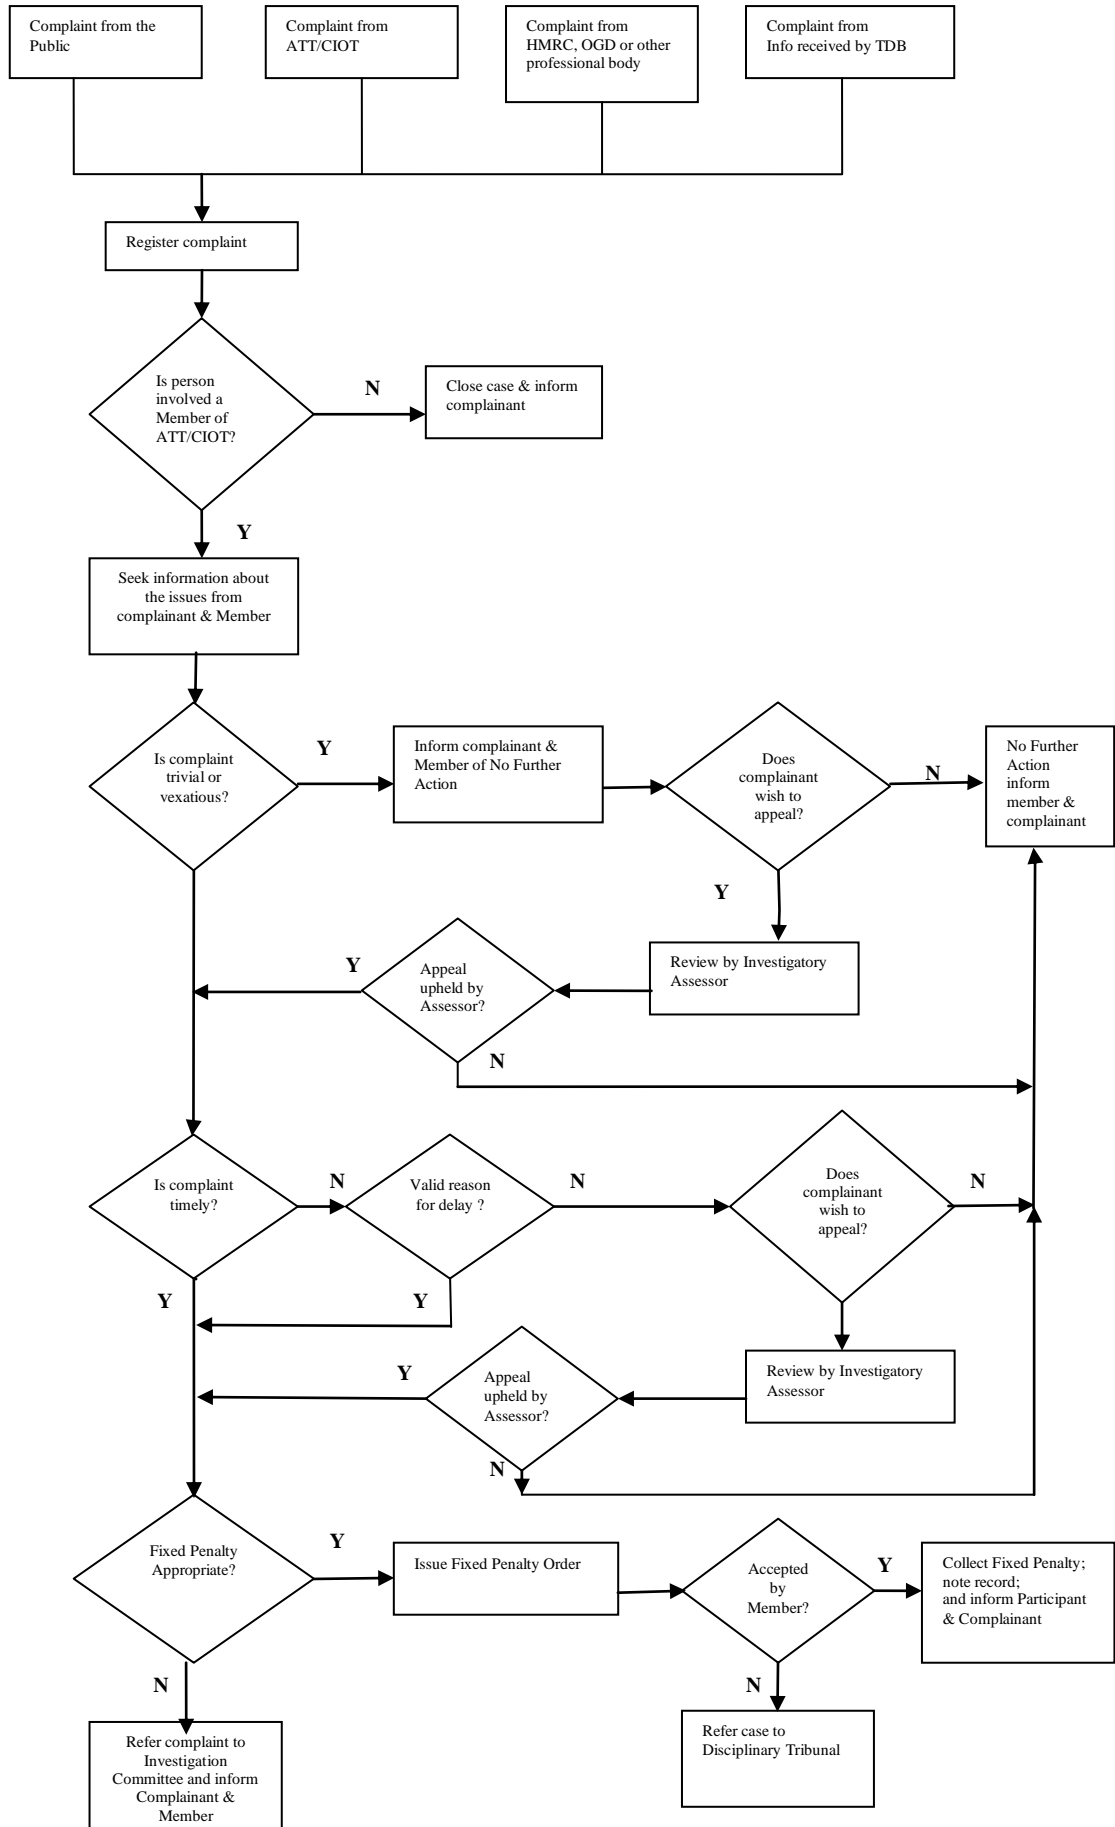 Complaint from the
Public
Complaint from
ATT/CIOT
Complaint from
HMRC, OGD or other
professional body
Complaint from
Info received by TDB
Register complaint
Is person
involved a
Member of
ATT/CIOT?
N
Close case & inform
complainant
Y
Seek information about
the issues from
complainant & Member
Is complaint
trivial or
vexatious?
Y
Inform complainant &
Member of No Further
Action
Does
complainant
wish to
appeal?
N
No Further
Action
inform
member &
complainant
Y
Review by Investigatory
Assessor
Appeal
upheld by
Assessor?
Y
N
Is complaint
timely?
N
Valid reason
for delay ?
N
Does
complainant
wish to
appeal?
N
Y
Y
Review by Investigatory
Assessor
Appeal
upheld by
Assessor?
Y
N
Fixed Penalty
Appropriate?
Y
Issue Fixed Penalty Order
Accepted
by
Member?
Y
Collect Fixed Penalty;
note record;
and inform Participant
& Complainant
N
Refer complaint to
Investigation
Committee and inform
Complainant &
Member
N
Refer case to
Disciplinary Tribunal